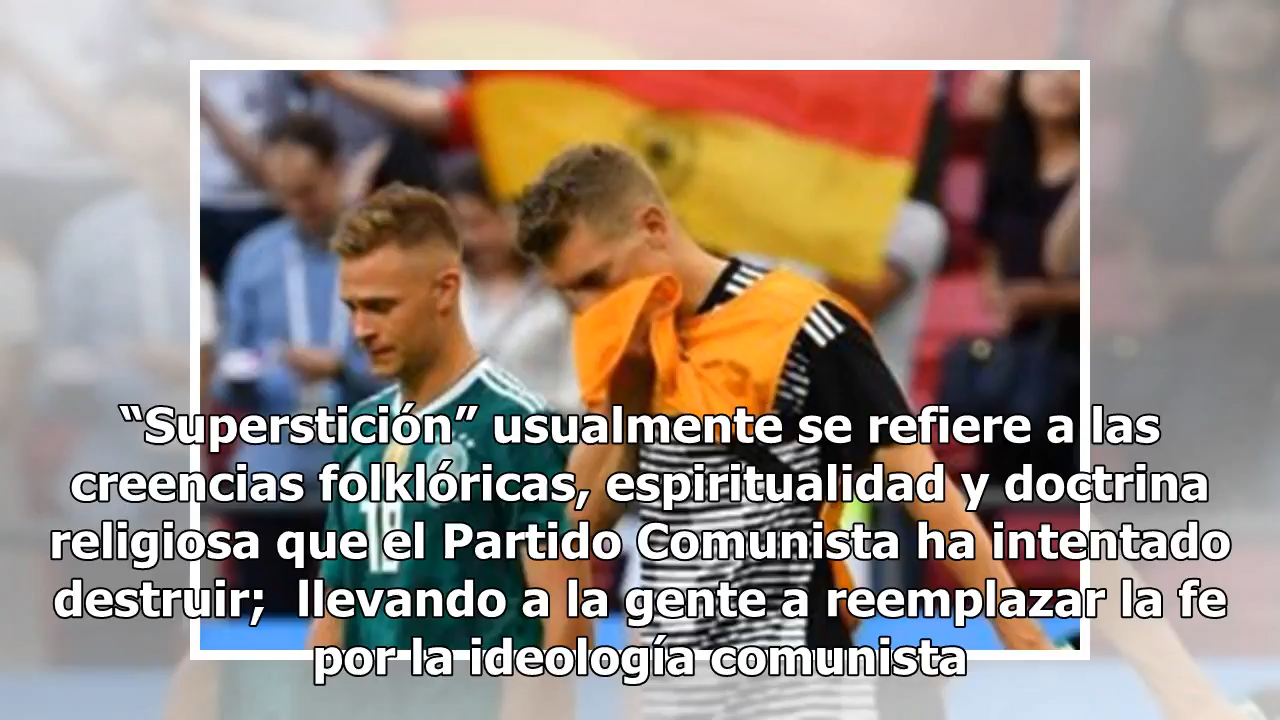 “Superstición” usualmente se refiere a las
creencias folklóricas, espiritualidad y doctrina
religiosa que el Partido Comunista ha intentado
destruir;  llevando a la gente a reemplazar la fe
por la ideología comunista
18